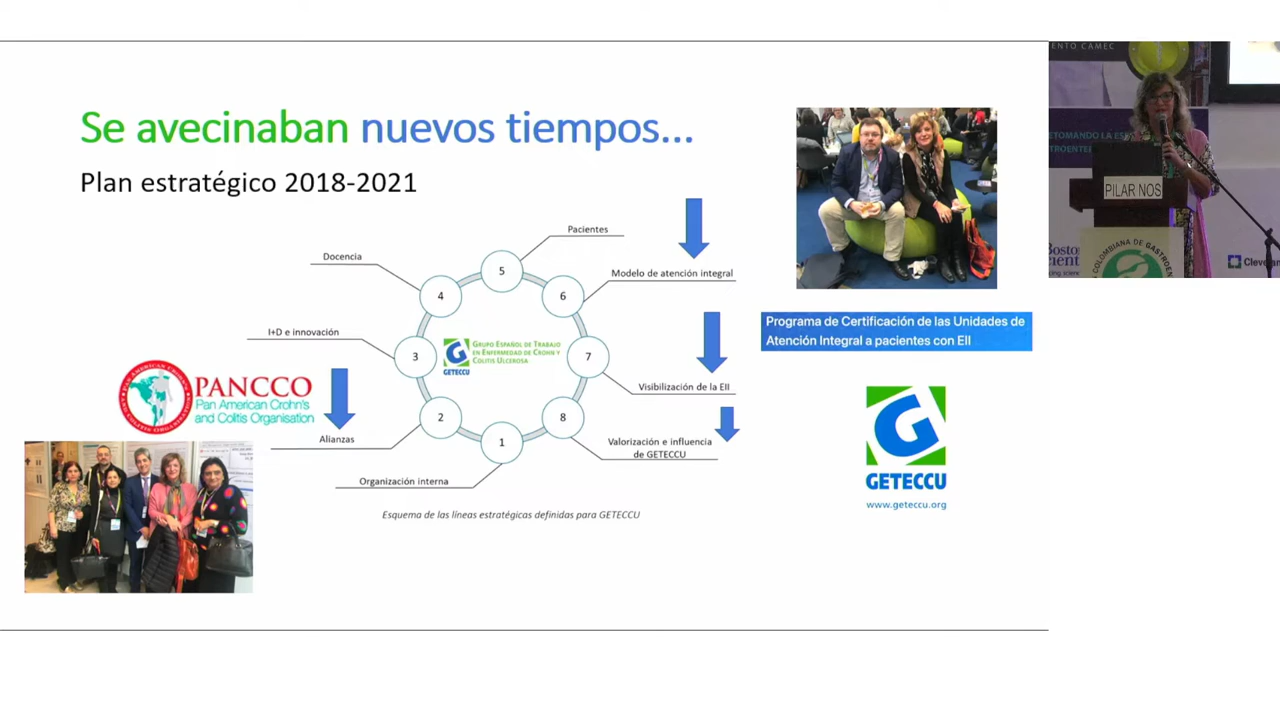 Se avecinaban nuevos tiempos...
Plan estratégico 2018-2021
Pacientes
Docencia
5
Modelo de atención integral
4
6
I+D e innovación
Programa de Certificación de las Unidades de
Atención Integral a pacientes con EII
3
GETECCU
GRUPO ESPAÑOL DE TRABAJO
EN ENFERMEDAD DE CROHN Y
COLITIS ULCEROSA
7
PANCCO
Pan American Crohn's
and Colitis Organisation
Visibilización de la EII
2
8
Alianzas
Valorización e influencia
de GETECCU
1
Organización interna
Esquema de las líneas estratégicas definidas para GETECCU
GETECCU
www.geteccu.org
CAMEC
PILAR NOS
COLOMBIANA DE GASTROEN